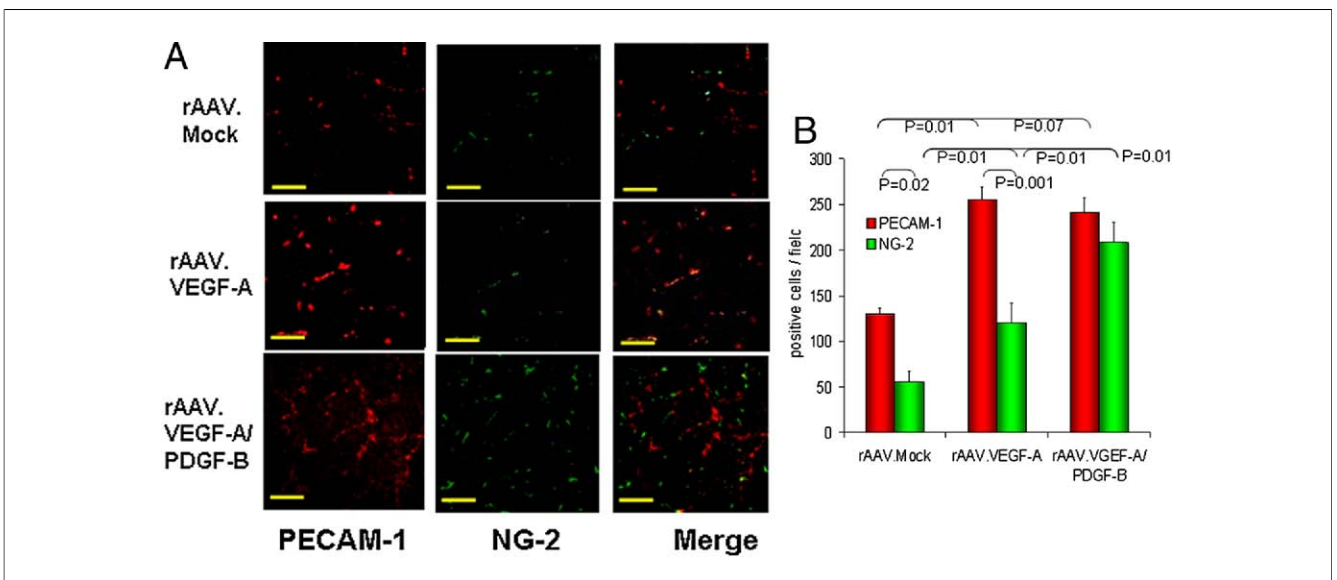 A
rAAV.
Mock
rAAV.
VEGF-A
rAAV.
VEGF-A/
PDGF-B
PECAM-1
NG-2
Merge
B
P=0.01
P=0.07
P=0.01
P=0.01
P=0.01
P=0.02
P=0.001
PECAM-1
NG-2
positive cells / fielc
300
250
200
150
100
50
0
rAAV.Mock
rAAV.VEGF-A
rAAV.VGEF-A/
PDGF-B